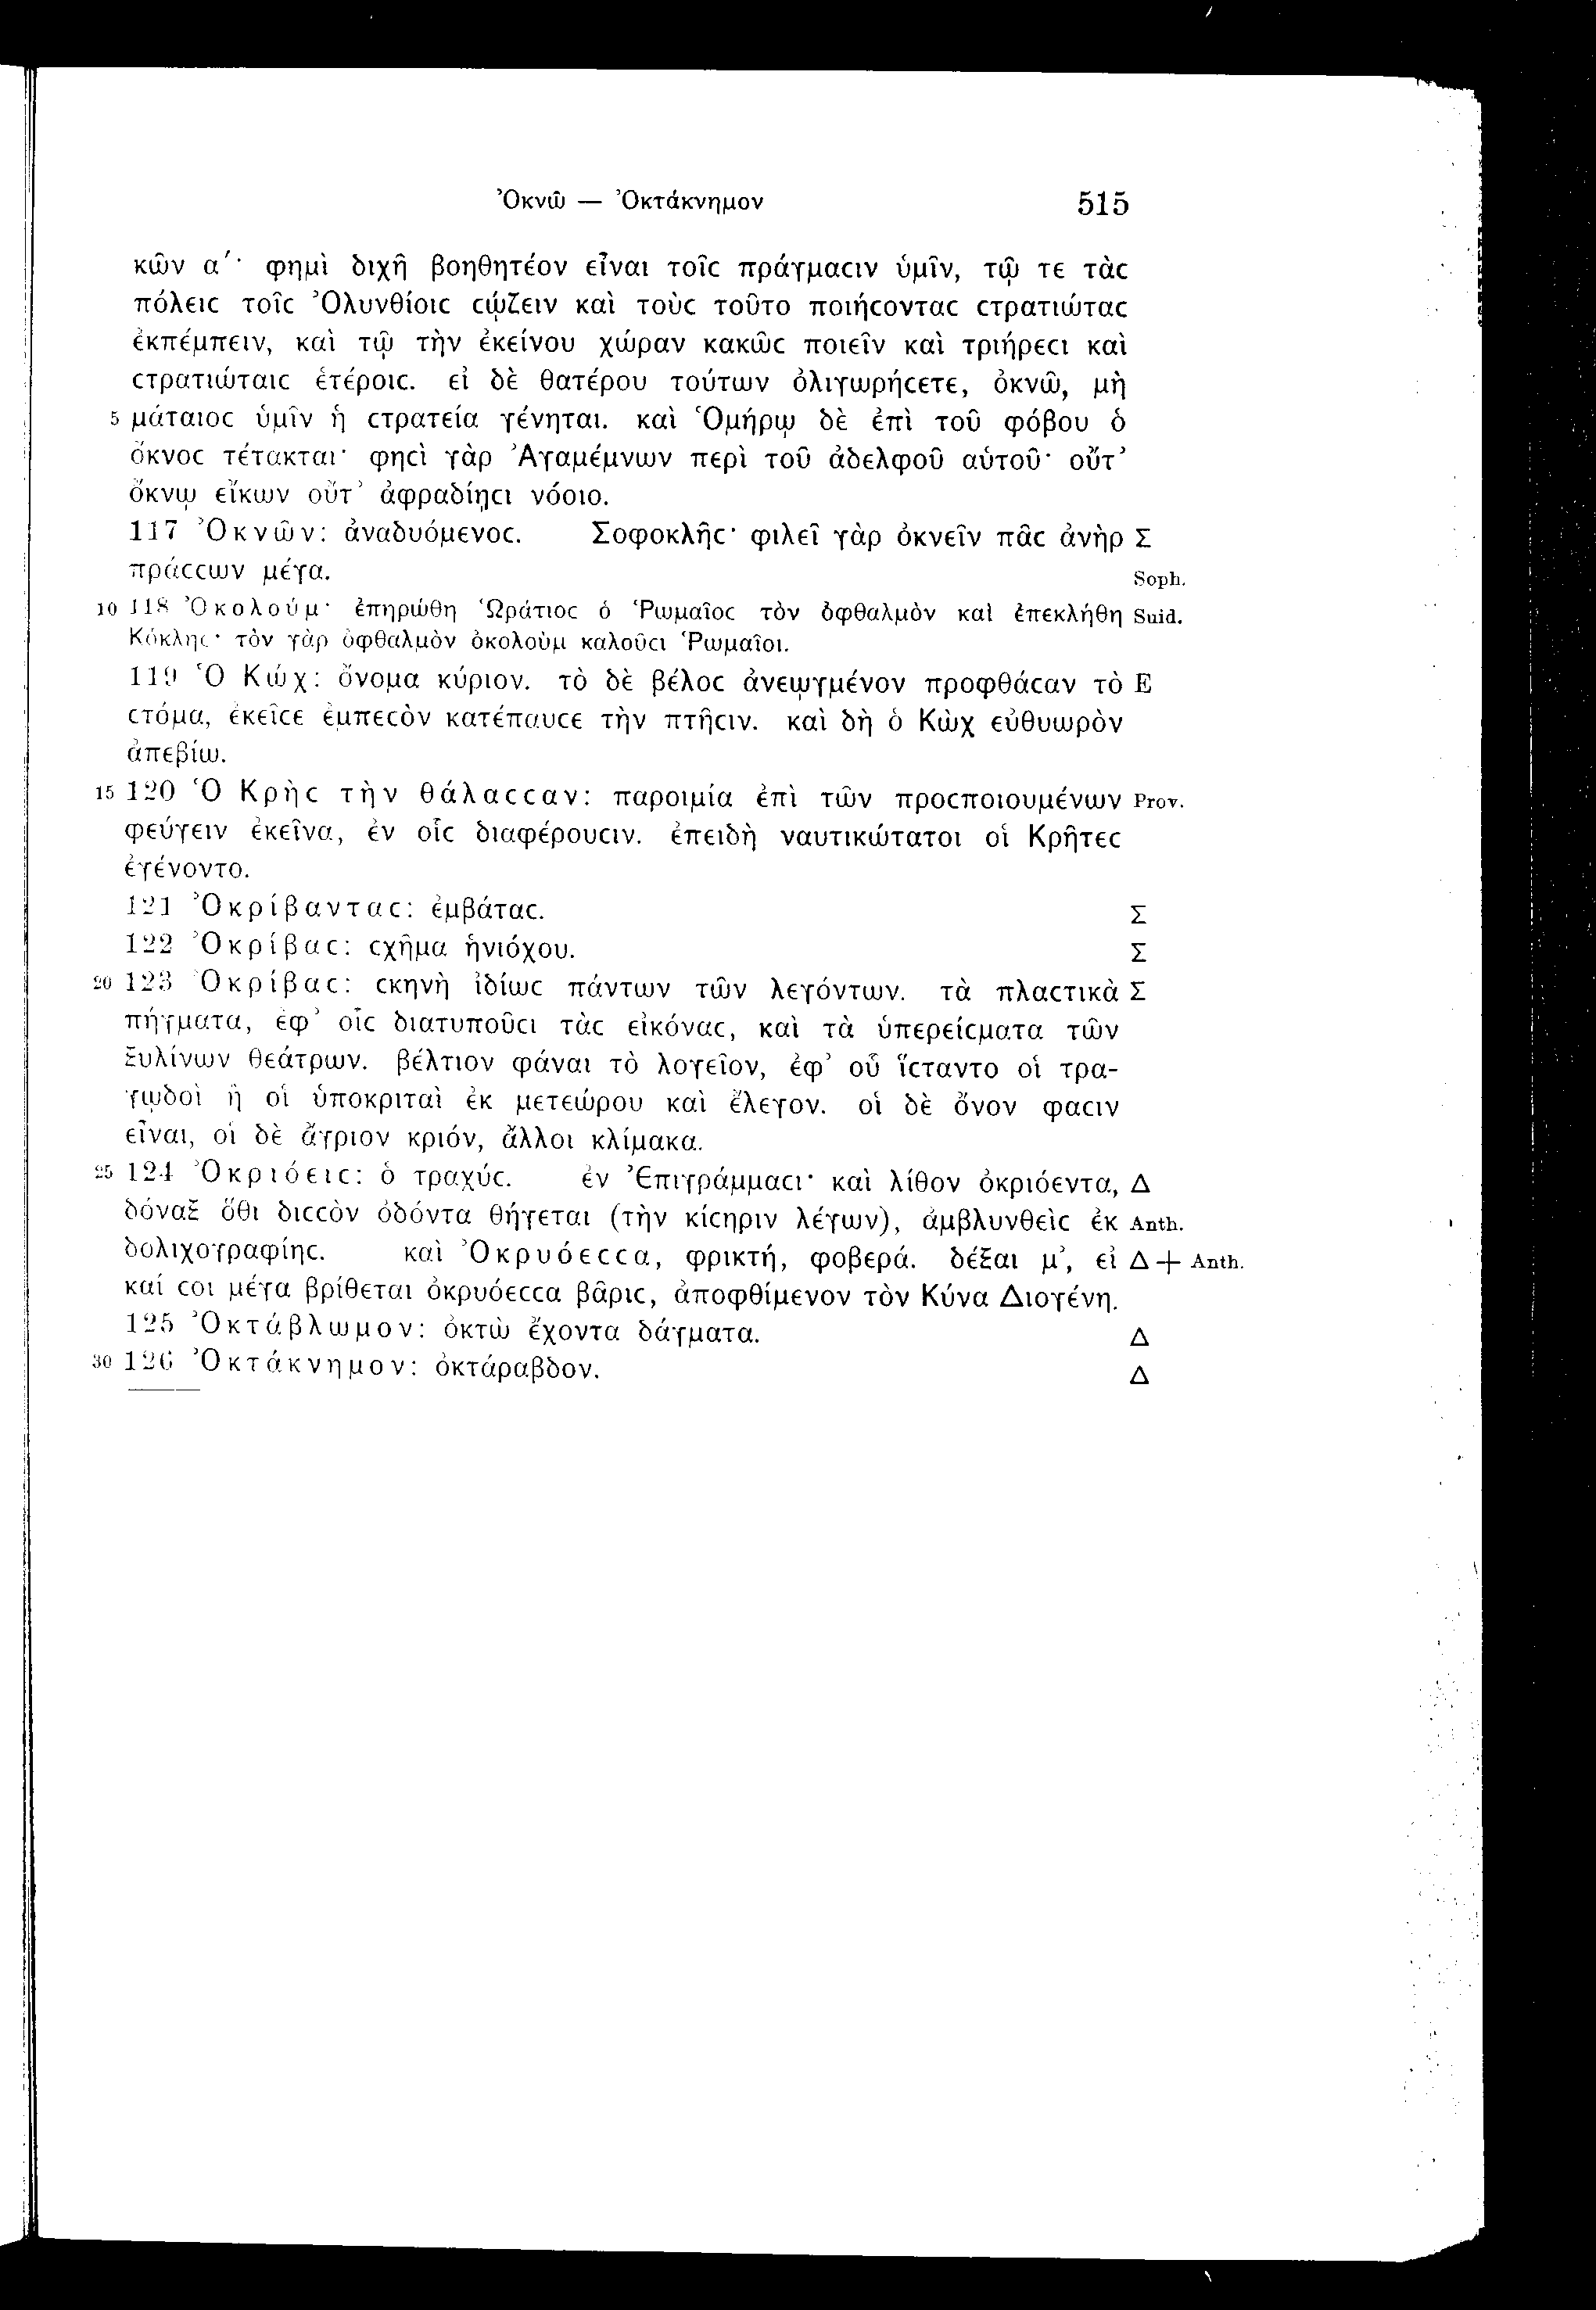 Ὀκνῶ — Ὀκτάκνημον 515
κῶν αʹ· φημὶ διχῆ βοηθητέον εἶναι τοῖϲ πράγμαϲιν ὑμῖν, τῷ τε τὰϲ
πόλειϲ τοῖϲ Ὀλυνθίοιϲ ϲῴζειν καὶ τοὺϲ τοῦτο ποιήϲονταϲ ϲτρατιώταϲ
ἐκπέμπειν, καὶ τῷ τὴν ἐκείνου χώραν κακῶϲ ποιεῖν καὶ τριήρεϲι καὶ
ϲτρατιώταιϲ ἑτέροιϲ. εἰ δὲ θατέρου τούτων ὀλιγωρήϲετε, ὀκνῶ, μὴ
5 μάταιοϲ ὑμῖν ἡ ϲτρατεία γένηται. καὶ Ὁμήρῳ δὲ ἐπὶ τοῦ φόβου ὁ
ὄκνοϲ τέτακται· φηϲὶ γὰρ Ἀγαμέμνων περὶ τοῦ ἀδελφοῦ αὑτοῦ· οὔτ’
ὄκνῳ εἴκων οὔτ’ ἀφραδίῃϲι νόοιο.
117 Ὀκνῶν: ἀναδυόμενοϲ. Σοφοκλῆϲ· φιλεῖ γὰρ ὀκνεῖν πᾶϲ ἀνὴρ Σ
πράϲϲων μέγα. Soph.
10 118 Ὀκολούμ· ἐπηρώθη Ὡράτιοϲ ὁ Ῥωμαῖοϲ τὸν ὀφθαλμὸν καὶ ἐπεκλήθη Suid.
Κόκληϲ· τὸν γὰρ ὀφθαλμὸν ὀκολοὺμ καλοῦϲι Ῥωμαῖοι.
119 Ὁ Κώχ: ὄνομα κύριον. τὸ δὲ βέλοϲ ἀνεῳγμένον προφθάϲαν τὸ E
ϲτόμα, ἐκεῖϲε ἐμπεϲὸν κατέπαυϲε τὴν πτῆϲιν. καὶ δὴ ὁ Κὼχ εὐθυωρὸν
ἀπεβίω.
15 120 Ὁ Κρὴϲ τὴν θάλαϲϲαν: παροιμία ἐπὶ τῶν προϲποιουμένων Prov.
φεύγειν ἐκεῖνα, ἐν οἷϲ διαφέρουϲιν. ἐπειδὴ ναυτικώτατοι οἱ Κρῆτεϲ
ἐγένοντο.
121 Ὀκρίβανταϲ: ἐμβάταϲ. Σ
122 Ὀκρίβαϲ: ϲχῆμα ἡνιόχου. Σ
20 123 Ὀκρίβαϲ: ϲκηνὴ ἰδίωϲ πάντων τῶν λεγόντων. τὰ πλαϲτικὰ Σ
πήγματα, ἐφ’ οἷϲ διατυποῦϲι τὰϲ εἰκόναϲ, καὶ τὰ ὑπερείϲματα τῶν
ξυλίνων θεάτρων. βέλτιον φάναι τὸ λογεῖον, ἐφ’ οὗ ἵϲταντο οἱ τρα-
γῳδοὶ ἢ οἱ ὑποκριταὶ ἐκ μετεώρου καὶ ἔλεγον. οἱ δὲ ὄνον φαϲιν
εἶναι, οἱ δὲ ἄγριον κριόν, ἄλλοι κλίμακα.
25 124 Ὀκριόειϲ: ὁ τραχύϲ. ἐν Ἐπιγράμμαϲι· καὶ λίθον ὀκριόεντα, Δ
δόναξ ὅθι διϲϲὸν ὀδόντα θήγεται (τὴν κίϲηριν λέγων), ἀμβλυνθεὶϲ ἐκ Anth.
δολιχογραφίηϲ. καὶ Ὀκρυόεϲϲα, φρικτή, φοβερά. δέξαι μ’, εἰ Δ + Anth.
καί ϲοι μέγα βρίθεται ὀκρυόεϲϲα βᾶριϲ, ἀποφθίμενον τὸν Κύνα Διογένη.
125 Ὀκτάβλωμον: ὀκτὼ ἔχοντα δάγματα. Δ
30 126 Ὀκτάκνημον: ὀκτάραβδον. Δ